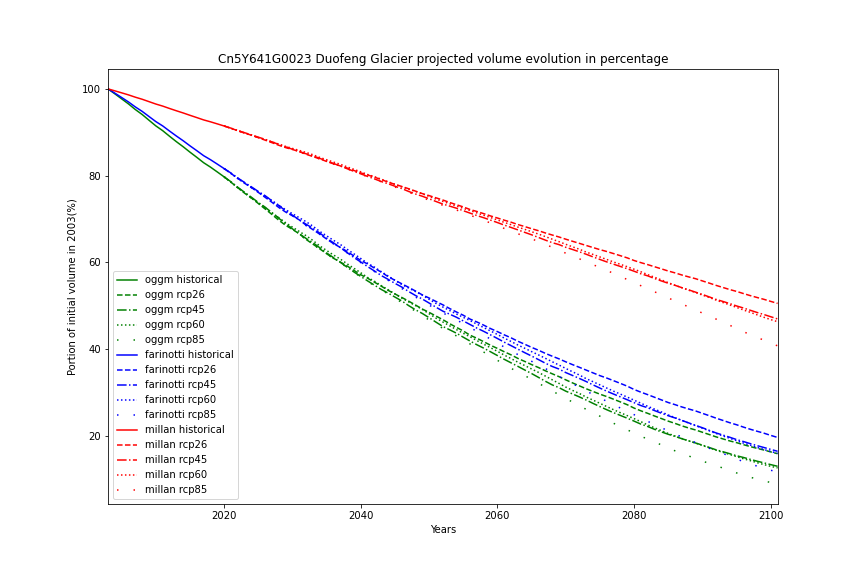 Cn5Y641G0023 Duofeng Glacier projected volume evolution in percentage
Portion of initial volume in 2003(%)
100
80
60
40
20
oggm historical
oggm rcp26
oggm rcp45
oggm rcp60
oggm rcp85
farinotti historical
farinotti rcp26
farinotti rcp45
farinotti rcp60
farinotti rcp85
millan historical
millan rcp26
millan rcp45
millan rcp60
millan rcp85
2020 2040 2060 2080 2100
Years